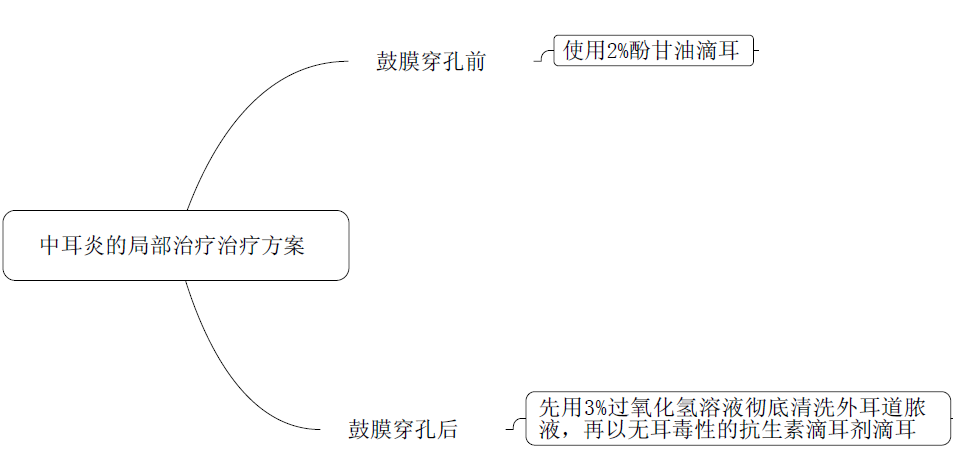 鼓膜穿孔前
使用2%酚甘油滴耳
中耳炎的局部治疗治疗方案
鼓膜穿孔后
先用3%过氧化氢溶液彻底清洗外耳道脓
液，再以无耳毒性的抗生素滴耳剂滴耳